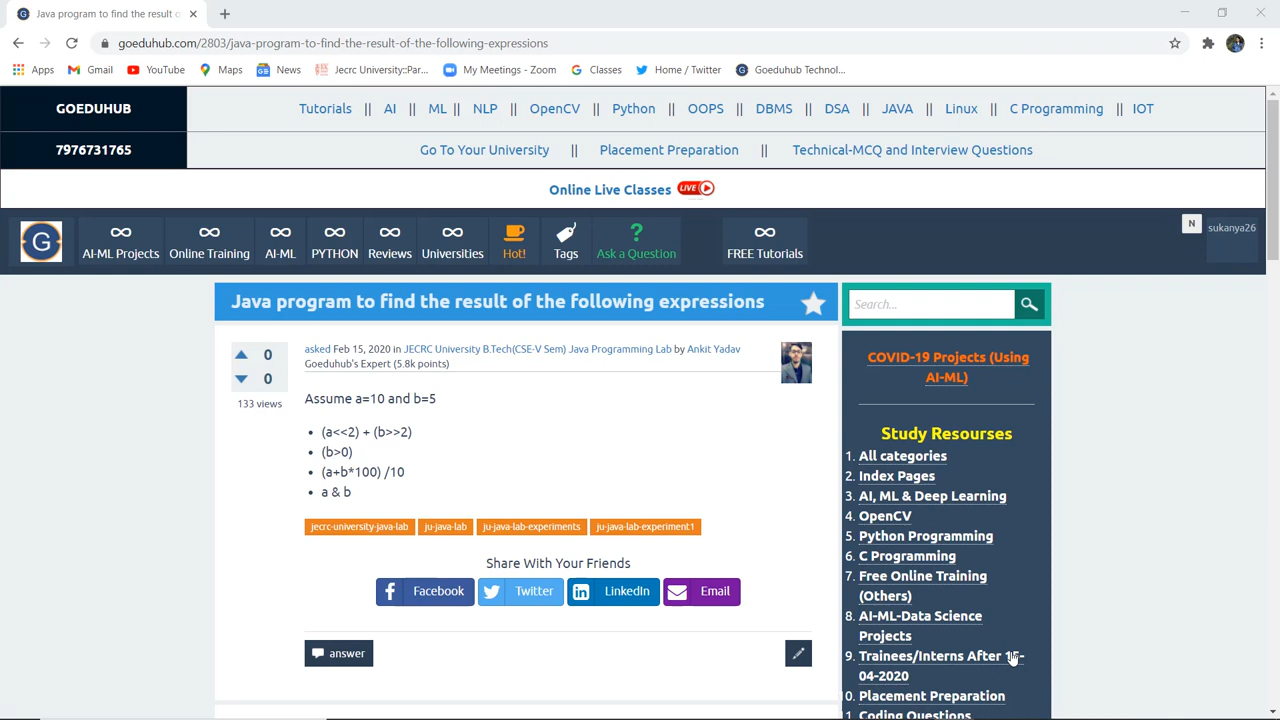 Java program to find the result o
goeduhub.com/2803/java-program-to-find-the-result-of-the-following-expressions
Apps Gmail YouTube Maps News Jecrc University::Par... My Meetings - Zoom Classes Home / Twitter Goeduhub Technol...
GOEDUHUB
Tutorials || AI || ML || NLP || OpenCV || Python || OOPS || DBMS || DSA || JAVA || Linux || C Programming || IOT
7976731765
Go To Your University || Placement Preparation || Technical-MCQ and Interview Questions
Online Live Classes LIVE
G
AI-ML Projects Online Training AI-ML PYTHON Reviews Universities Hot! Tags Ask a Question FREE Tutorials
N
sukanya26
Java program to find the result of the following expressions
Search...
0
0
133 views
asked Feb 15, 2020 in JECRC University B.Tech(CSE-V Sem) Java Programming Lab by Ankit Yadav
Goeduhub's Expert (5.8k points)
Assume a=10 and b=5
• (a<<2) + (b>>2)
• (b>0)
• (a+b*100) /10
• a & b
jecrc-university-java-lab ju-java-lab ju-java-lab-experiments ju-java-lab-experiment1
Share With Your Friends
Facebook Twitter LinkedIn Email
answer
COVID-19 Projects (Using
AI-ML)
Study Resourses
1. All categories
2. Index Pages
3. AI, ML & Deep Learning
4. OpenCV
5. Python Programming
6. C Programming
7. Free Online Training
(Others)
8. AI-ML-Data Science
Projects
9. Trainees/Interns After 15-
04-2020
10. Placement Preparation
11. Coding Questions